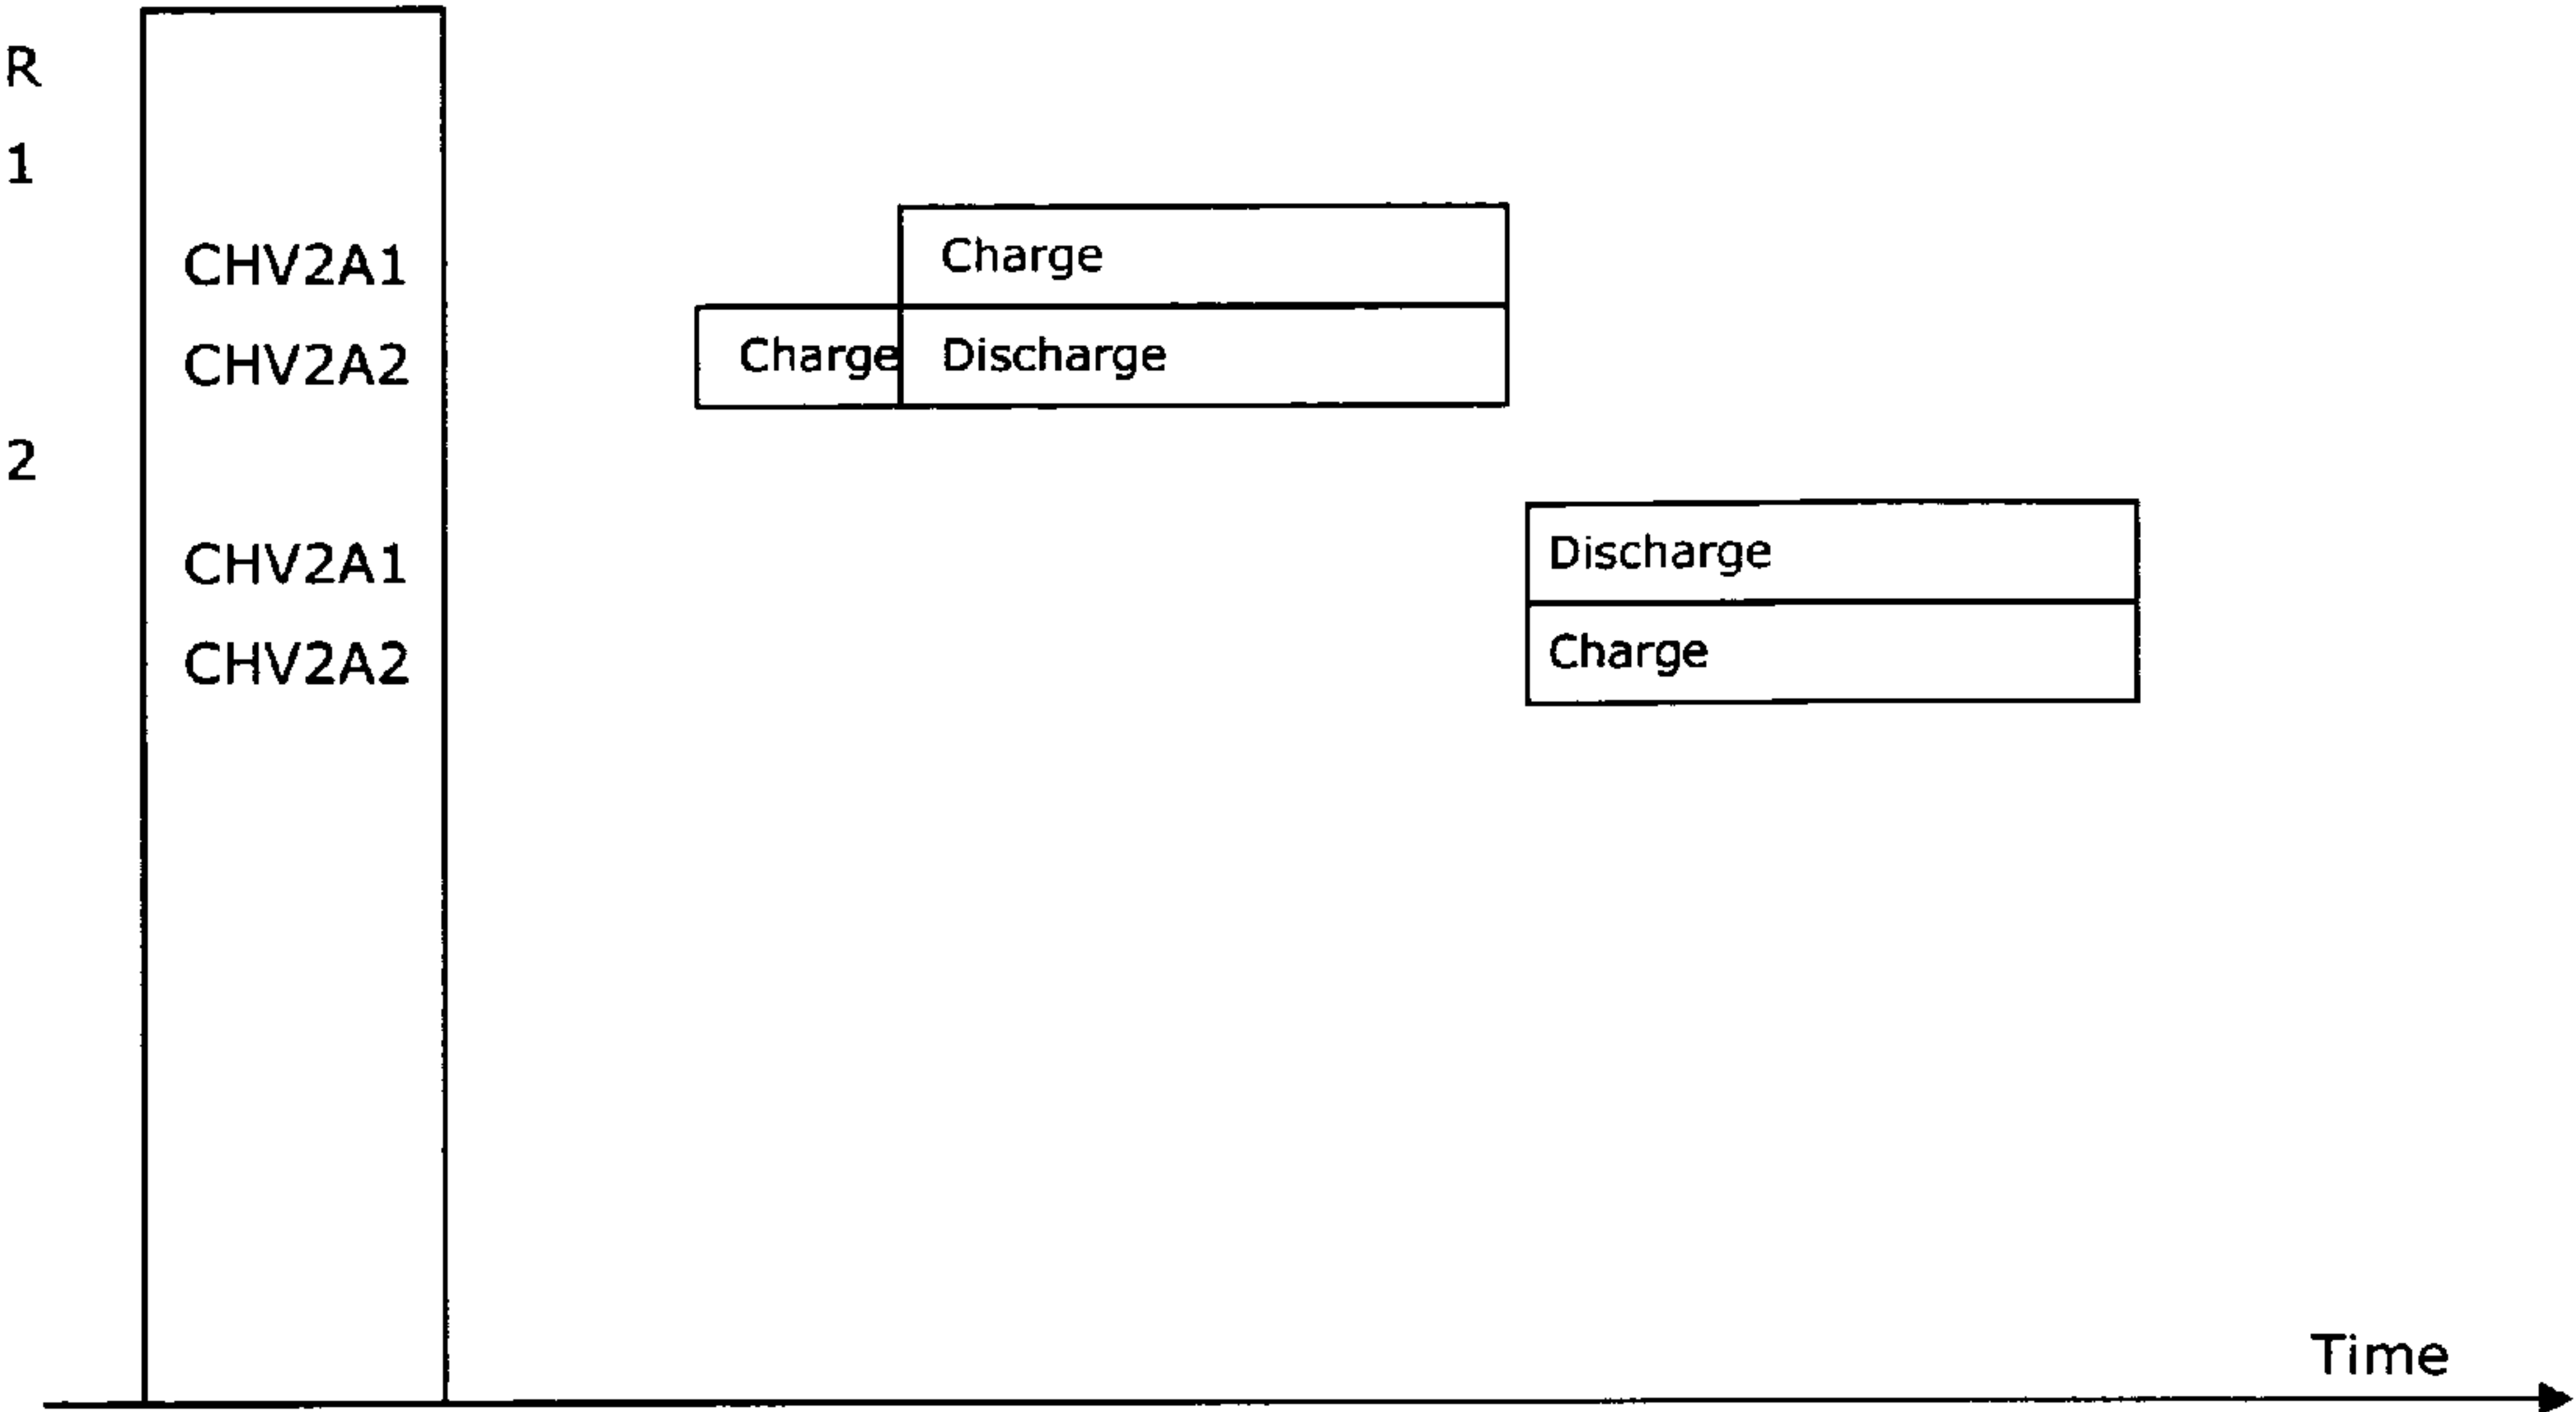 R
1
CHV2A1 Charge
CHV2A2 Charge Discharge
2
CHV2A1 Discharge
CHV2A2 Charge
Time